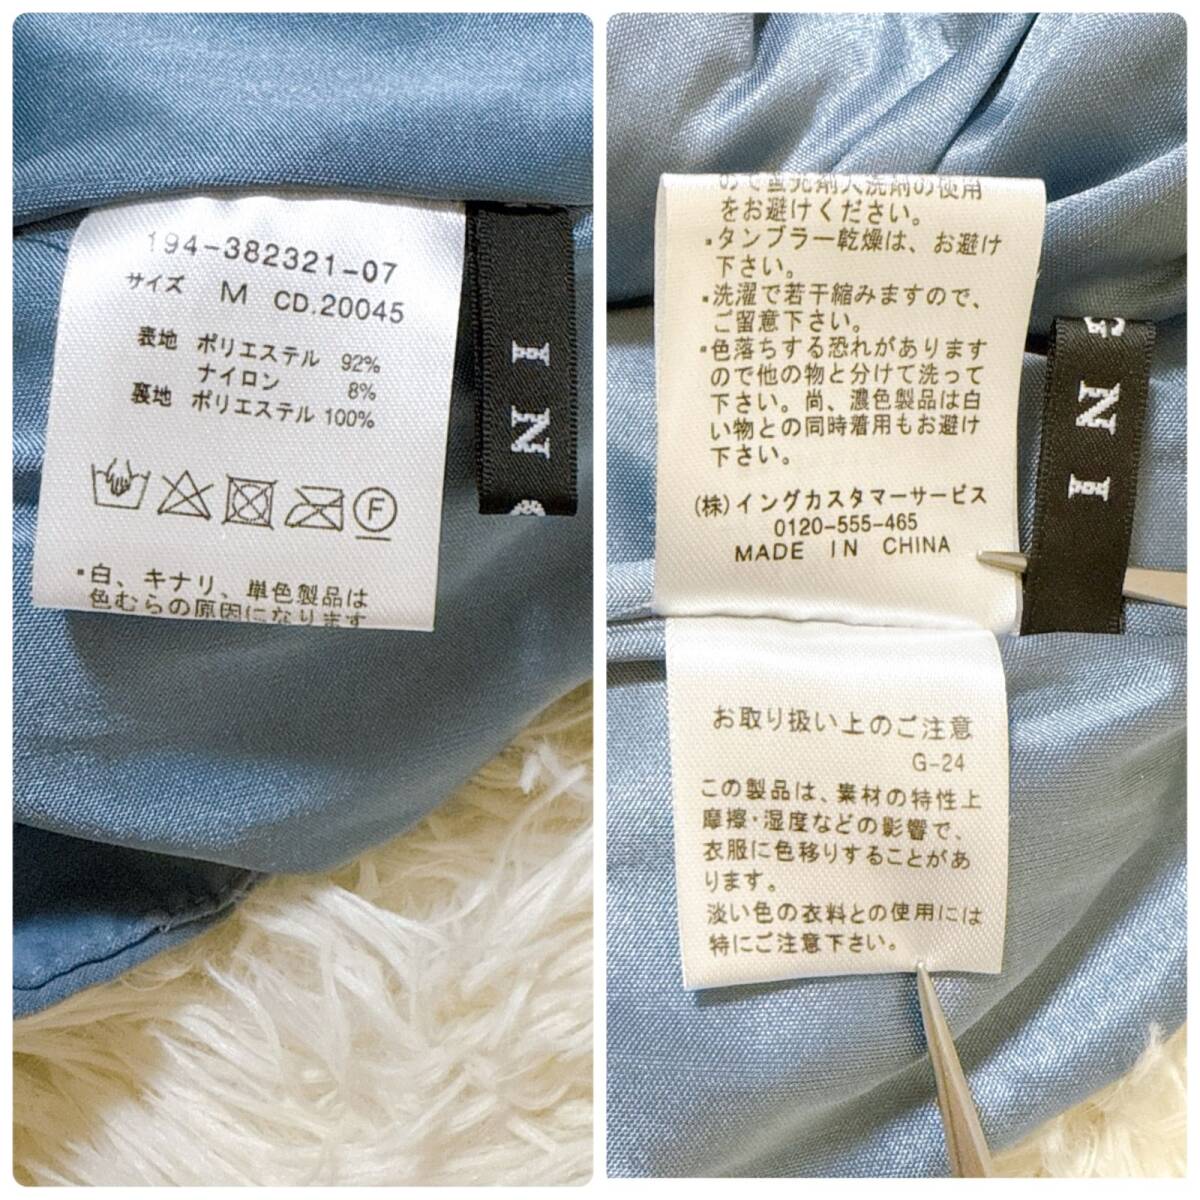 194-382321-07
サイズ M CD.20045
表地 ポリエステル 92%
ナイロン 8%
裏地 ポリエステル 100%
F
・白、キナリ、単色製品は
色むらの原因になります
I N
ので蛍光剤入洗剤の使用
をお避けください。
・タンブラー乾燥は、お避け
下さい。
・洗濯で若干縮みますので、
ご留意下さい。
・色落ちする恐れがあります
ので他の物と分けて洗って
下さい。尚、濃色製品は白
い物との同時着用もお避け
下さい。
(株)イングカスタマーサービス
0120-555-465
MADE IN CHINA
I N
お取り扱い上のご注意
G-24
この製品は、素材の特性上
摩擦・湿度などの影響で、
衣服に色移りすることがあ
ります。
淡い色の衣料との使用には
特にご注意下さい。